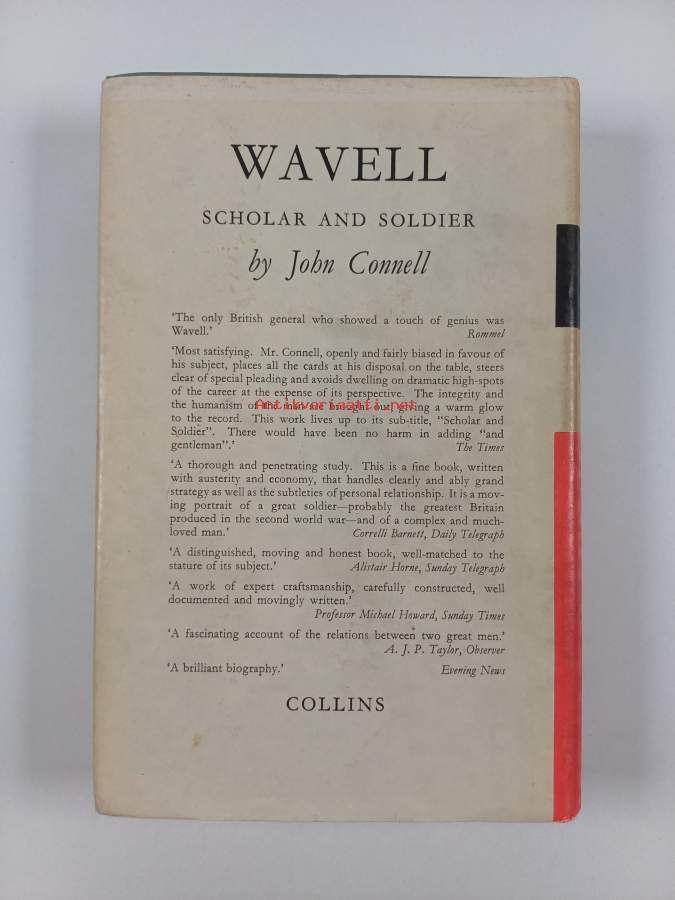 WAVELL
SCHOLAR AND SOLDIER
by John Connell
'The only British general who showed a touch of genius was
Wavell.' Rommel
'Most satisfying. Mr. Connell, openly and fairly biased in favour of
his subject, places all the cards at his disposal on the table, steers
clear of special pleading and avoids dwelling on dramatic high-spots
of the career at the expense of its perspective. The integrity and
the humanism of the man are brought out, giving a warm glow
Antikvariaatti.net
to the record. This work lives up to its sub-title, "Scholar and
Soldier". There would have been no harm in adding "and
gentleman".' The Times
'A thorough and penetrating study. This is a fine book, written
with austerity and economy, that handles clearly and ably grand
strategy as well as the subtleties of personal relationship. It is a mov-
ing portrait of a great soldier—probably the greatest Britain
produced in the second world war—and of a complex and much-
loved man.' Correlli Barnett, Daily Telegraph
'A distinguished, moving and honest book, well-matched to the
stature of its subject.' Alistair Horne, Sunday Telegraph
'A work of expert craftsmanship, carefully constructed, well
documented and movingly written.'
Professor Michael Howard, Sunday Times
'A fascinating account of the relations between two great men.'
A. J. P. Taylor, Observer
'A brilliant biography.' Evening News
COLLINS